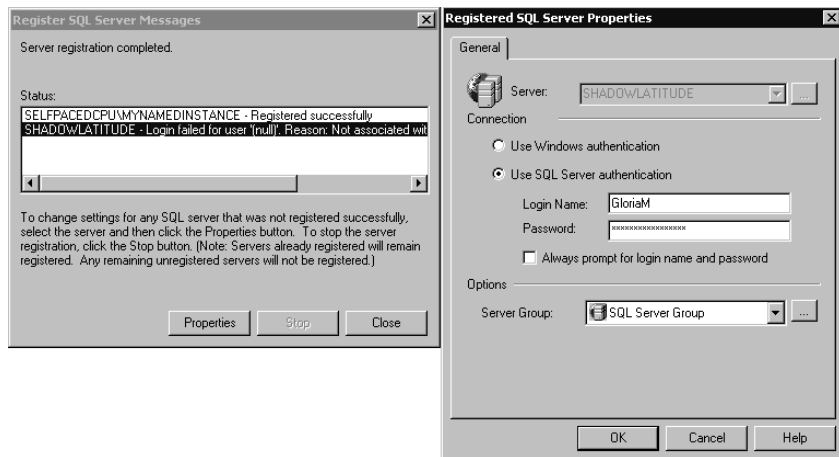 Register SQL Server Messages
Server registration completed.
Status:
SELFPACEDCPU\MYNAMEDINSTANCE - Registered successfully
SHADOWLATITUDE - Login failed for user '(null)'. Reason: Not associated wit
To change settings for any SQL server that was not registered successfully,
select the server and then click the Properties button. To stop the server
registration, click the Stop button. (Note: Servers already registered will remain
registered. Any remaining unregistered servers will not be registered.)
Properties
Stop
Close
Registered SQL Server Properties
General
Server:
SHADOWLATITUDE
...
Connection
Use Windows authentication
Use SQL Server authentication
Login Name:
GloriaM
Password:
Always prompt for login name and password
Options
Server Group:
SQL Server Group
...
OK
Cancel
Help